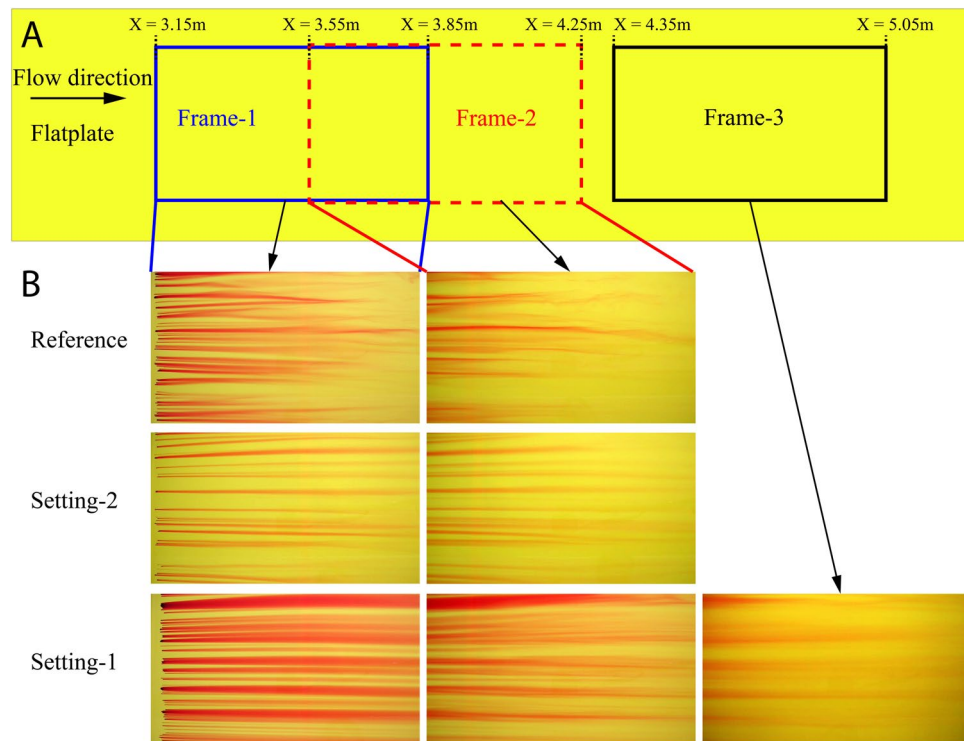 A
X = 3.15m
X = 3.55m
X = 3.85m
X = 4.25m
X = 4.35m
X = 5.05m
Flow direction
Flatplate
Frame-1
Frame-2
Frame-3
B
Reference
Setting-2
Setting-1